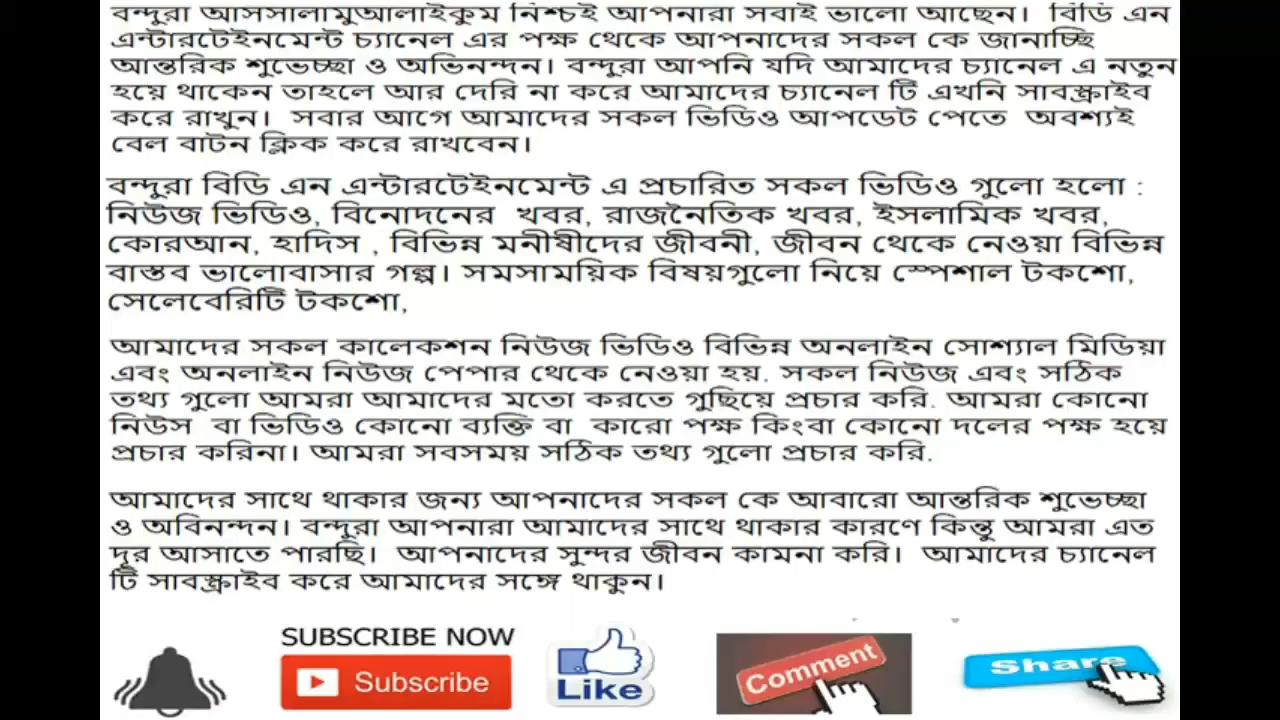 বন্দুরা আসসালামুআলাইকুম নিশ্চই আপনারা সবাই ভালো আছেন। বিডি এন
এন্টারটেইনমেন্ট চ্যানেল এর পক্ষ থেকে আপনাদের সকল কে জানাচ্ছি
আন্তরিক শুভেচ্ছা ও অভিনন্দন। বন্দুরা আপনি যদি আমাদের চ্যানেল এ নতুন
হয়ে থাকেন তাহলে আর দেরি না করে আমাদের চ্যানেল টি এখনি সাবস্ক্রাইব
করে রাখুন। সবার আগে আমাদের সকল ভিডিও আপডেট পেতে অবশ্যই
বেল বাটন ক্লিক করে রাখবেন।
বন্দুরা বিডি এন এন্টারটেইনমেন্ট এ প্রচারিত সকল ভিডিও গুলো হলো :
নিউজ ভিডিও, বিনোদনের খবর, রাজনৈতিক খবর, ইসলামিক খবর,
কোরআন, হাদিস , বিভিন্ন মনীষীদের জীবনী, জীবন থেকে নেওয়া বিভিন্ন
বাস্তব ভালোবাসার গল্প। সমসাময়িক বিষয়গুলো নিয়ে স্পেশাল টকশো,
সেলেবেরিটি টকশো,
আমাদের সকল কালেকশন নিউজ ভিডিও বিভিন্ন অনলাইন সোশ্যাল মিডিয়া
এবং অনলাইন নিউজ পেপার থেকে নেওয়া হয়. সকল নিউজ এবং সঠিক
তথ্য গুলো আমরা আমাদের মতো করতে গুছিয়ে প্রচার করি. আমরা কোনো
নিউস বা ভিডিও কোনো ব্যক্তি বা কারো পক্ষ কিংবা কোনো দলের পক্ষ হয়ে
প্রচার করিনা। আমরা সবসময় সঠিক তথ্য গুলো প্রচার করি.
আমাদের সাথে থাকার জন্য আপনাদের সকল কে আবারো আন্তরিক শুভেচ্ছা
ও অবিনন্দন। বন্দুরা আপনারা আমাদের সাথে থাকার কারণে কিন্তু আমরা এত
দূর আসাতে পারছি। আপনাদের সুন্দর জীবন কামনা করি। আমাদের চ্যানেল
টি সাবস্ক্রাইব করে আমাদের সঙ্গে থাকুন।
SUBSCRIBE NOW
Subscribe
Like
Comment
Share